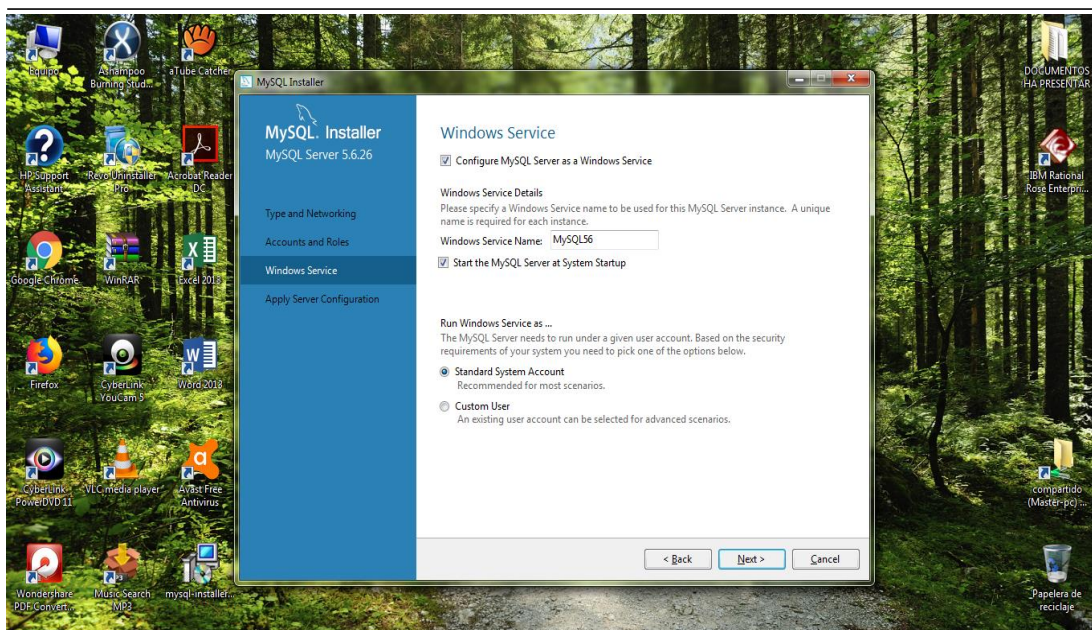 Equipo
Ashampoo
Burning Stud...
aTube Catcher
HP Support
Assistant
Revo Uninstaller
Pro
Acrobat Reader
DC
Google Chrome
WinRAR
Excel 2013
Firefox
CyberLink
YouCam 5
Word 2013
CyberLink
PowerDVD 11
VLC media player
Avast Free
Antivirus
Wondershare
PDF Convert...
Music Search
MP3
mysql-installer...
MySQL Installer
MySQL. Installer
MySQL Server 5.6.26
Type and Networking
Accounts and Roles
Windows Service
Apply Server Configuration
Windows Service
Configure MySQL Server as a Windows Service
Windows Service Details
Please specify a Windows Service name to be used for this MySQL Server instance. A unique
name is required for each instance.
Windows Service Name: MySQL56
Start the MySQL Server at System Startup
Run Windows Service as ...
The MySQL Server needs to run under a given user account. Based on the security
requirements of your system you need to pick one of the options below.
Standard System Account
Recommended for most scenarios.
Custom User
An existing user account can be selected for advanced scenarios.
< Back
Next >
Cancel
DOCUMENTOS
HA PRESENTAR
IBM Rational
Rose Enterpri...
compartido
(Master-pc) ...
Papelera de
reciclaje